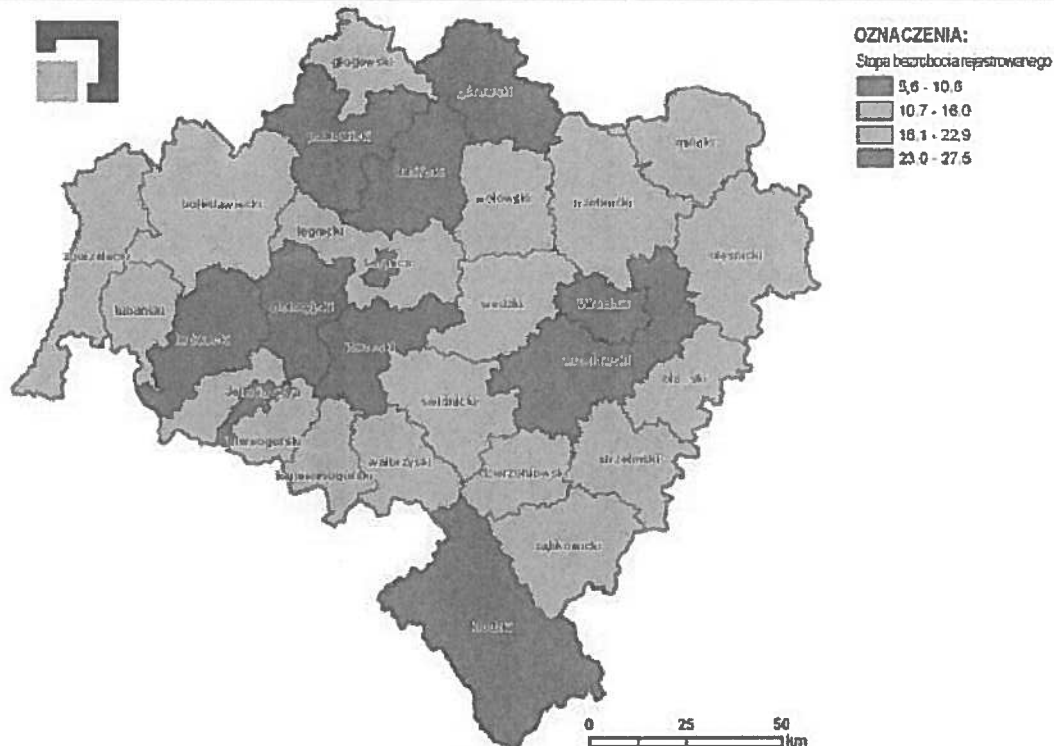 OZNACZENIA:
Stopa bezrobocia rejestrowanego
5,6 - 10,6
10,7 - 16,0
16,1 - 22,9
23,0 - 27,5
głogowski
górowski
polkowicki
lubiński
milicki
wołowski
trzebnicki
bolesławiecki
legnicki
Legnica
oleśnicki
zgorzelecki
lubański
średzki
Wrocław
lwówecki
złotoryjski
jaworski
wrocławski
oławski
świdnicki
jeleniogórski
wałbrzyski
dzierżoniowski
strzeliński
kamiennogórski
ząbkowicki
kłodzki
0 25 50
km